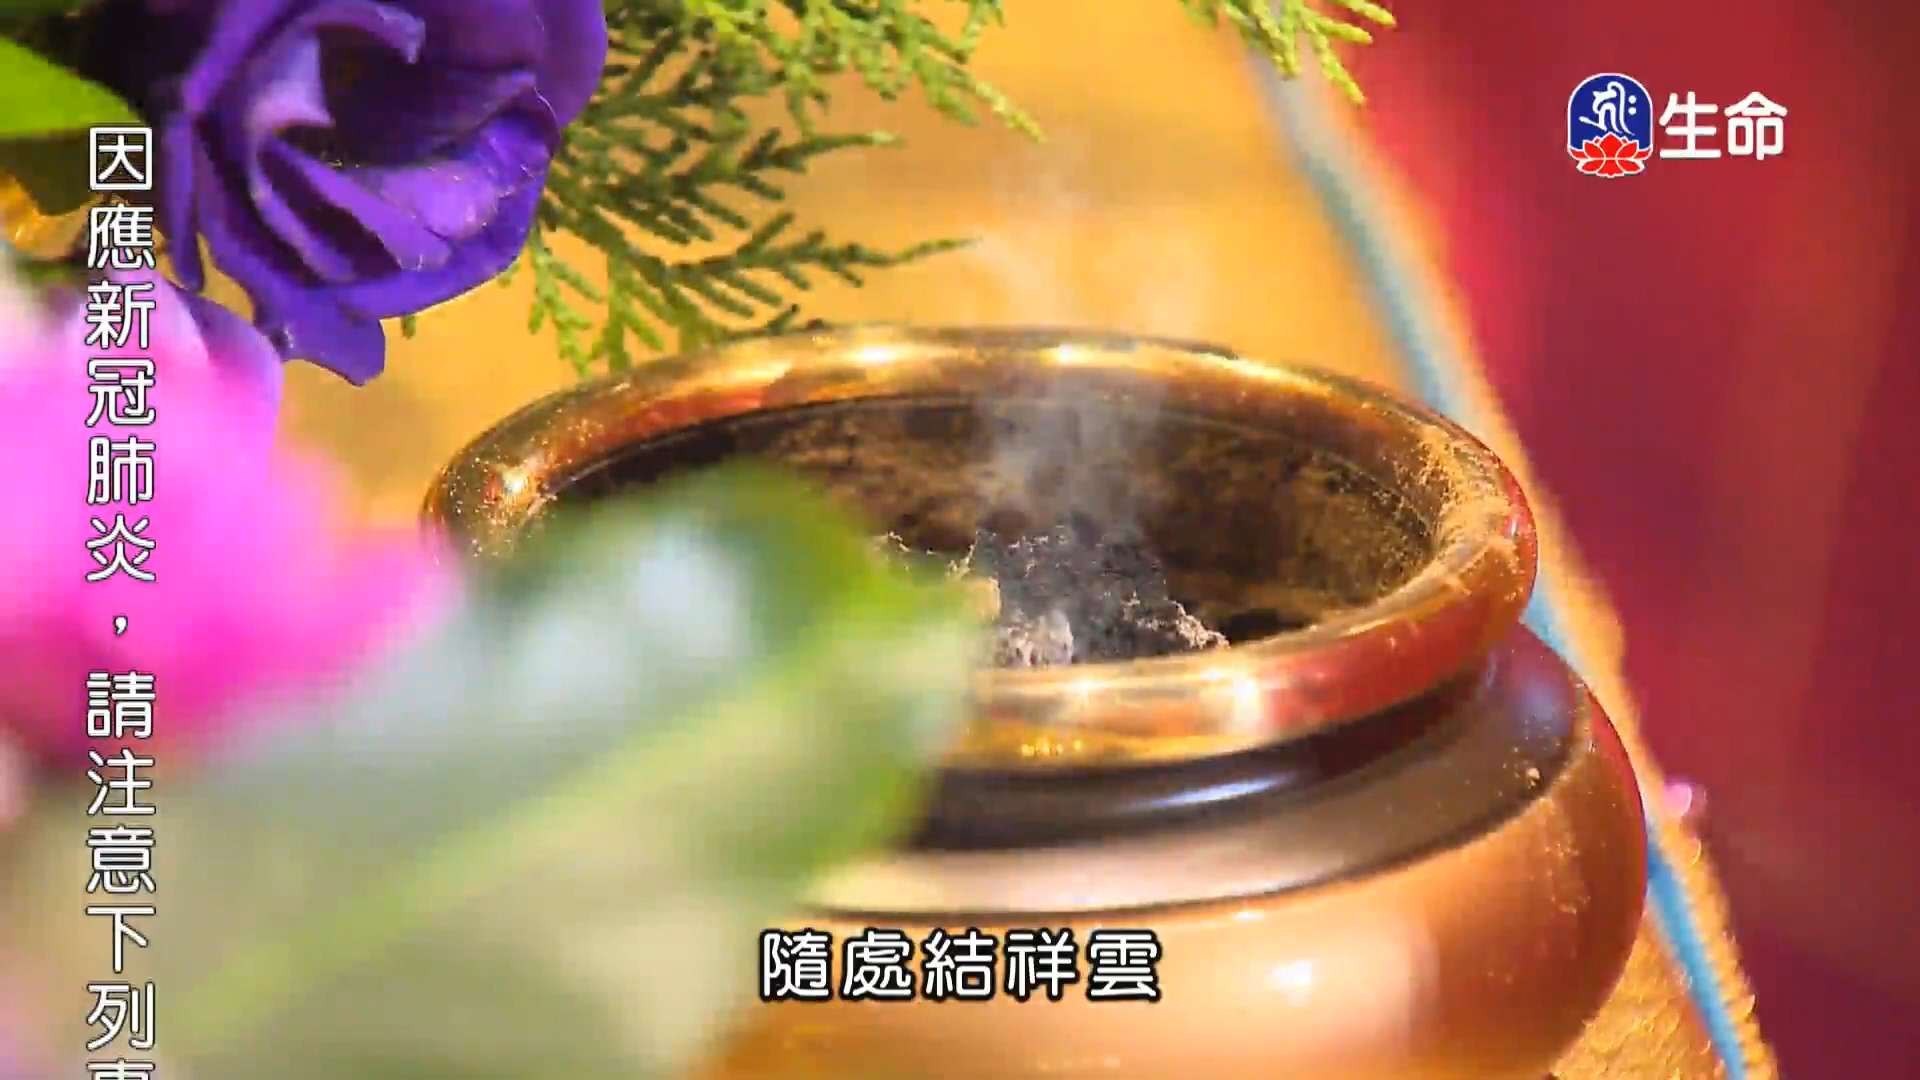 生命
因應新冠肺炎，請注意下列
隨處結祥雲